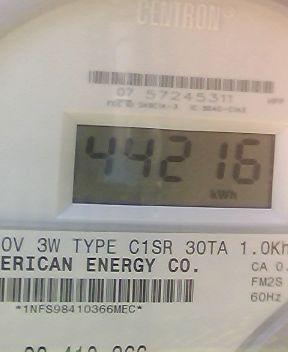 CENTRON®
07 57245311
44216
kWh
0V 3W TYPE C1SR 30TA 1.0Kh
ERICAN ENERGY CO.
CA 0.
FM2S
60Hz
*1NFS98410366MEC*